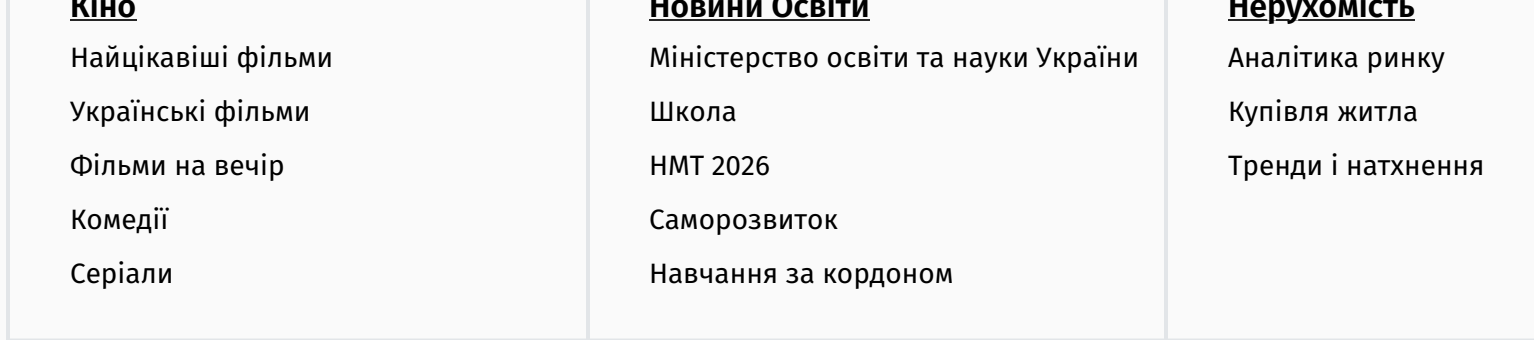 Кіно
Найцікавіші фільми
Українські фільми
Фільми на вечір
Комедії
Серіали
Новини Освіти
Міністерство освіти та науки України
Школа
НМТ 2026
Саморозвиток
Навчання за кордоном
Нерухомість
Аналітика ринку
Купівля житла
Тренди і натхнення